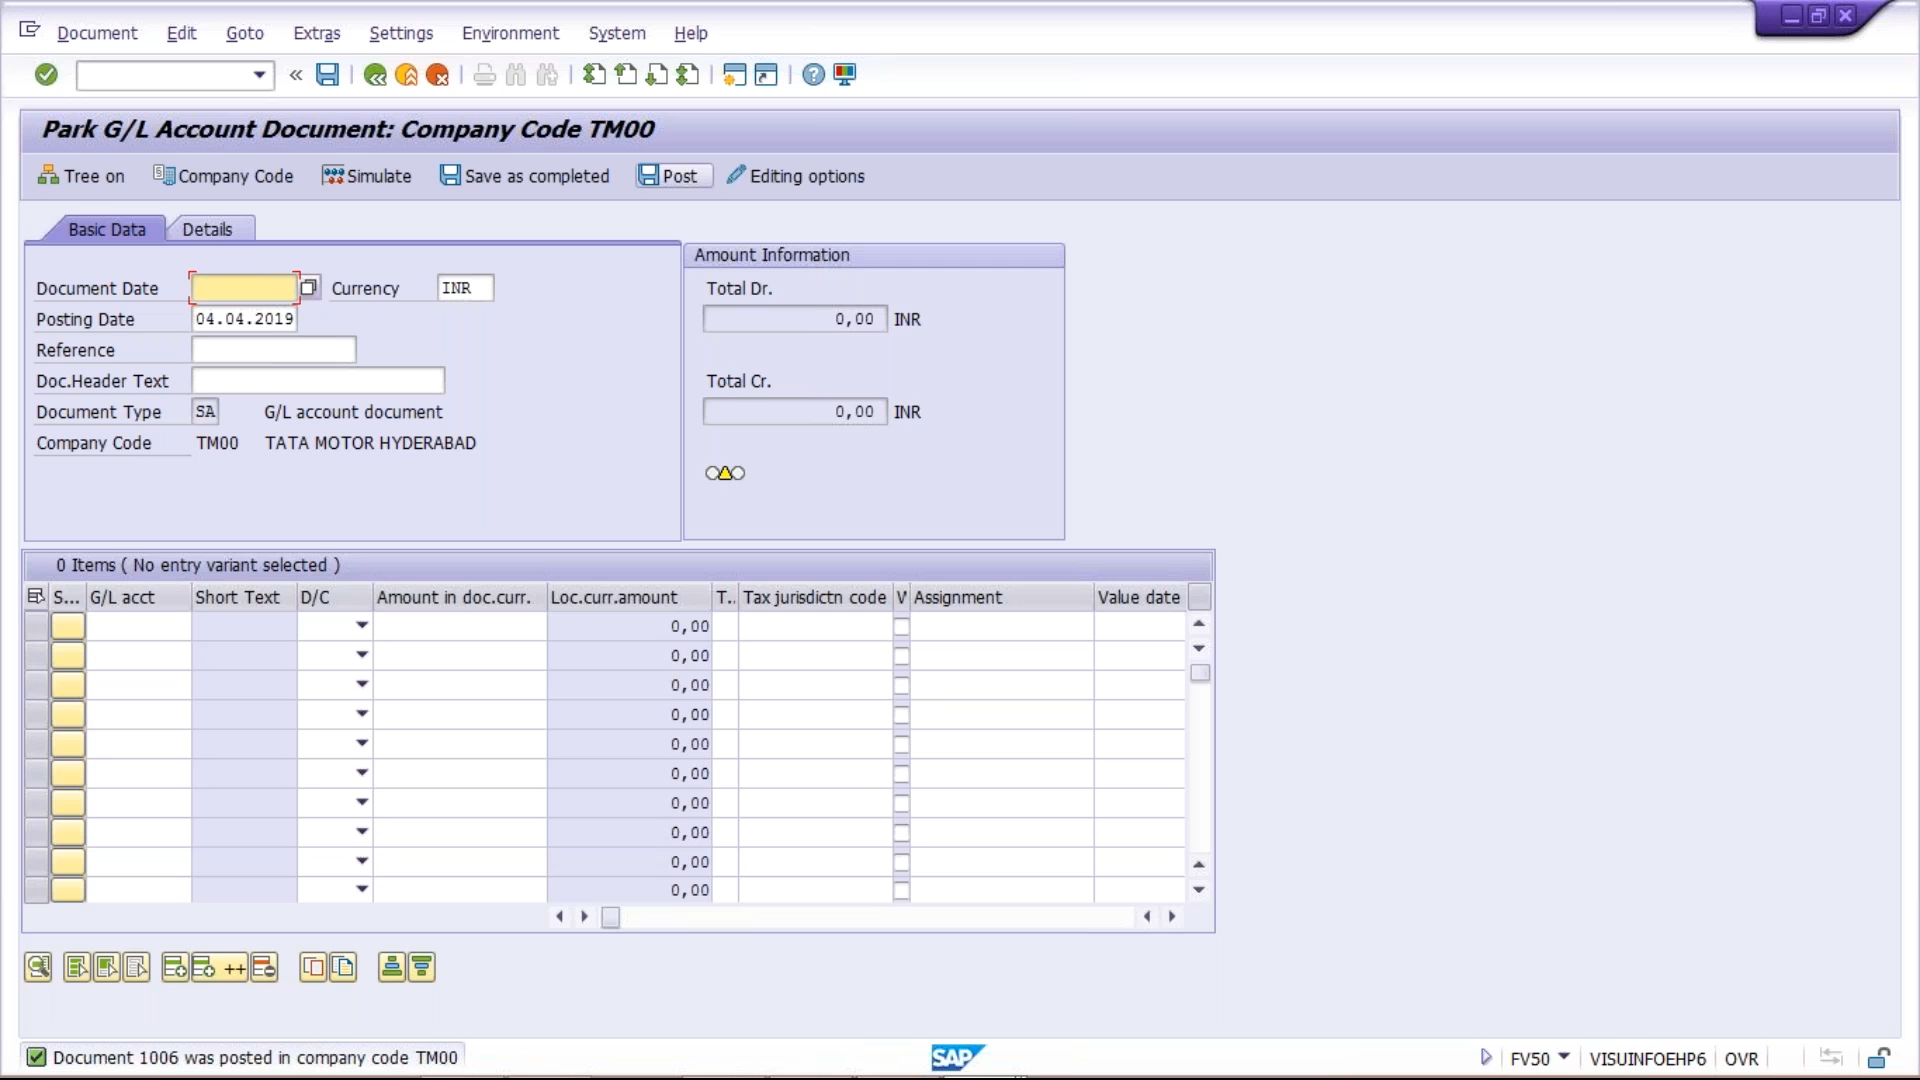 Document Edit Goto Extras Settings Environment System Help
Park G/L Account Document: Company Code TM00
Tree on Company Code Simulate Save as completed Post Editing options
Basic Data Details
Amount Information
Document Date Currency INR
Total Dr.
Posting Date 04.04.2019
0,00 INR
Reference
Doc.Header Text
Total Cr.
Document Type SA G/L account document
0,00 INR
Company Code TM00 TATA MOTOR HYDERABAD
0 Items ( No entry variant selected )
S... G/L acct Short Text D/C Amount in doc.curr. Loc.curr.amount T.. Tax jurisdictn code V Assignment Value date
0,00
0,00
0,00
0,00
0,00
0,00
0,00
0,00
0,00
0,00
++
Document 1006 was posted in company code TM00
SAP
FV50 VISUINFOEHP6 OVR